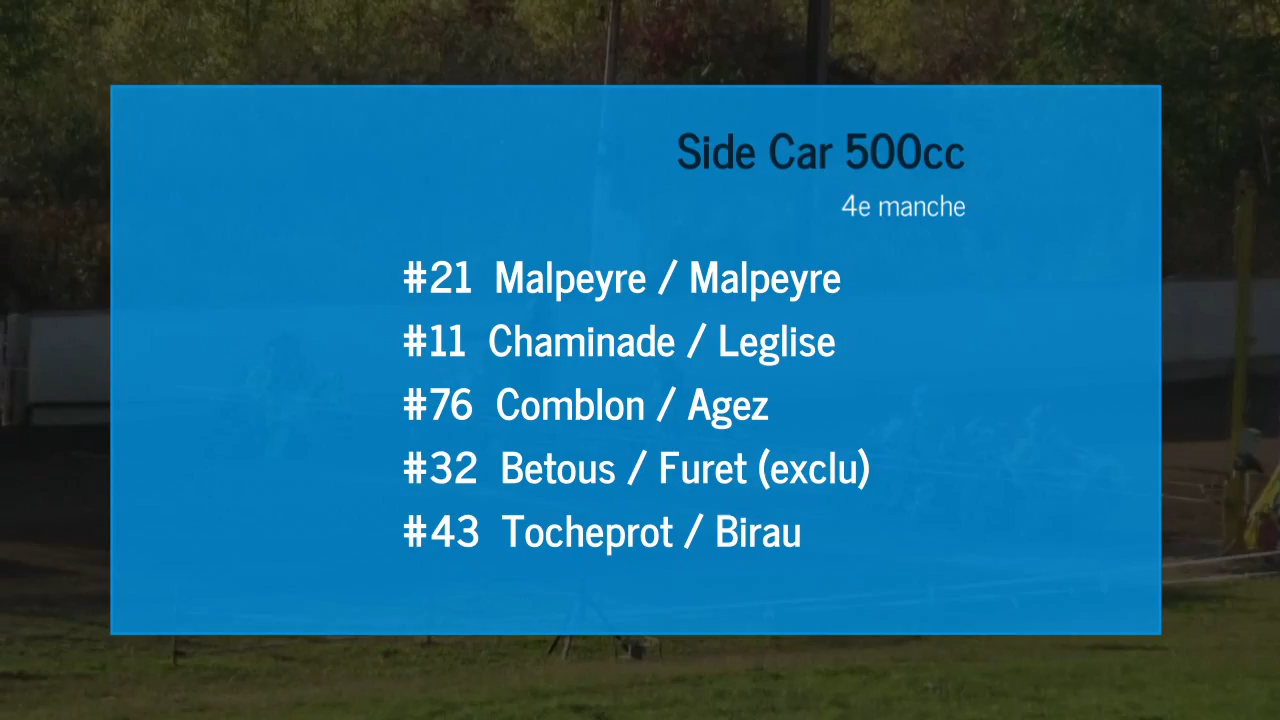 Side Car 500cc
4e manche
#21 Malpeyre / Malpeyre
#11 Chaminade / Leglise
#76 Comblon / Agez
#32 Betous / Furet (exclu)
#43 Tocheprot / Birau